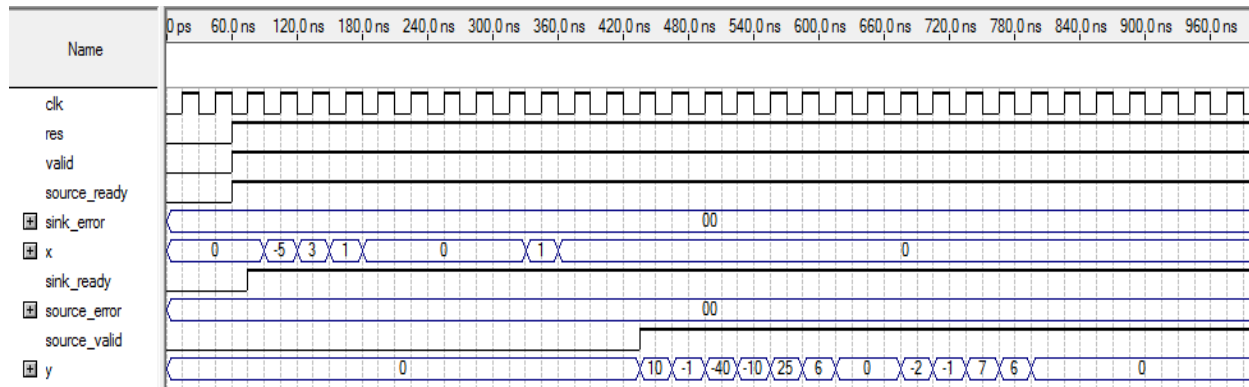 Name
0 ps 60.0 ns 120.0 ns 180.0 ns 240.0 ns 300.0 ns 360.0 ns 420.0 ns 480.0 ns 540.0 ns 600.0 ns 660.0 ns 720.0 ns 780.0 ns 840.0 ns 900.0 ns 960.0 ns
clk
res
valid
source_ready
sink_error 00
x 0 -5 3 1 0 1 0
sink_ready
source_error 00
source_valid
y 0 10 -1 -40 -10 25 6 0 -2 -1 7 6 0